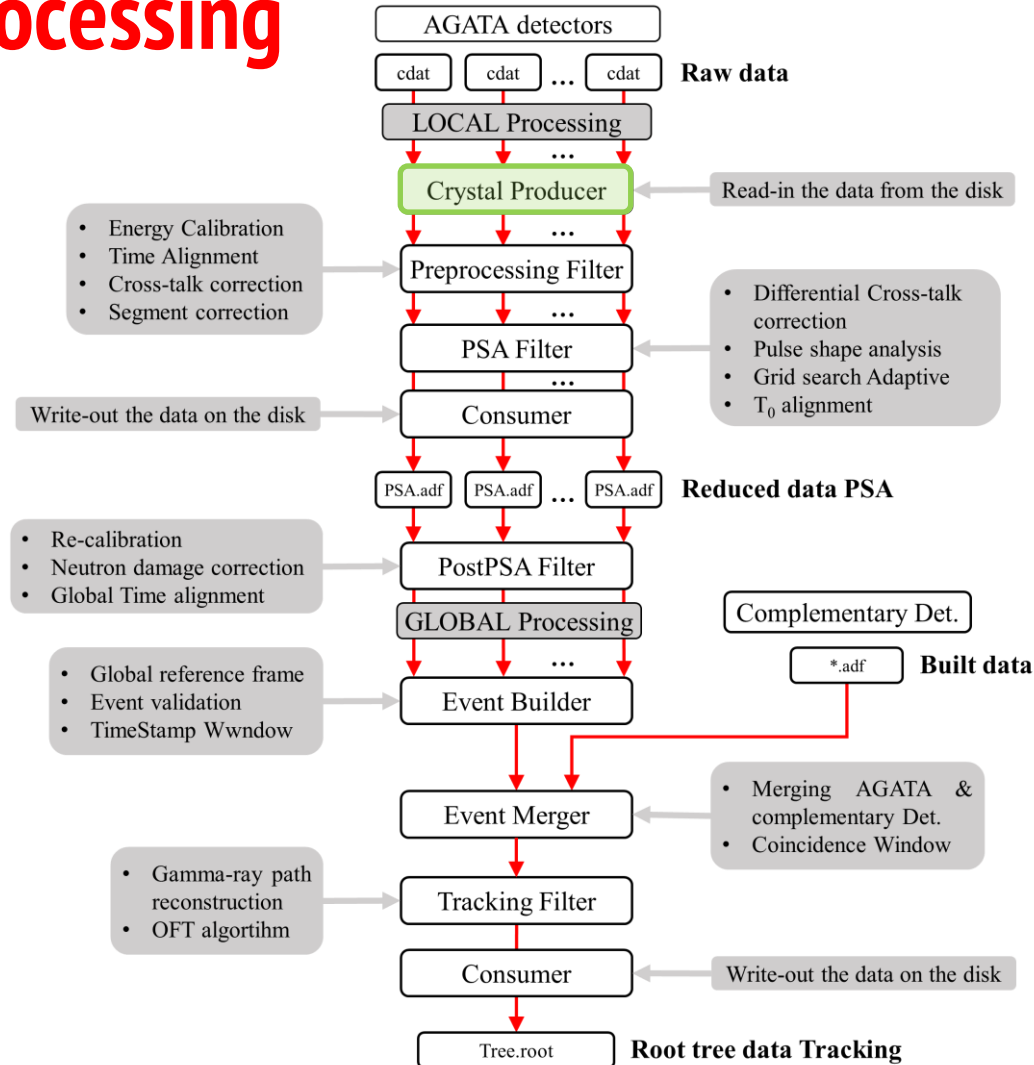 ocessing
AGATA detectors
cdat cdat ... cdat Raw data
LOCAL Processing
...
Crystal Producer
Read-in the data from the disk
...
• Energy Calibration
• Time Alignment
• Cross-talk correction
• Segment correction
Preprocessing Filter
...
• Differential Cross-talk
correction
• Pulse shape analysis
• Grid search Adaptive
• T₀ alignment
PSA Filter
...
Write-out the data on the disk
Consumer
PSA.adf PSA.adf ... PSA.adf Reduced data PSA
• Re-calibration
• Neutron damage correction
• Global Time alignment
PostPSA Filter
GLOBAL Processing
...
Complementary Det.
*.adf Built data
• Global reference frame
• Event validation
• TimeStamp Wwndow
Event Builder
Event Merger
• Merging AGATA &
complementary Det.
• Coincidence Window
• Gamma-ray path
reconstruction
• OFT algortihm
Tracking Filter
Consumer
Write-out the data on the disk
Tree.root Root tree data Tracking